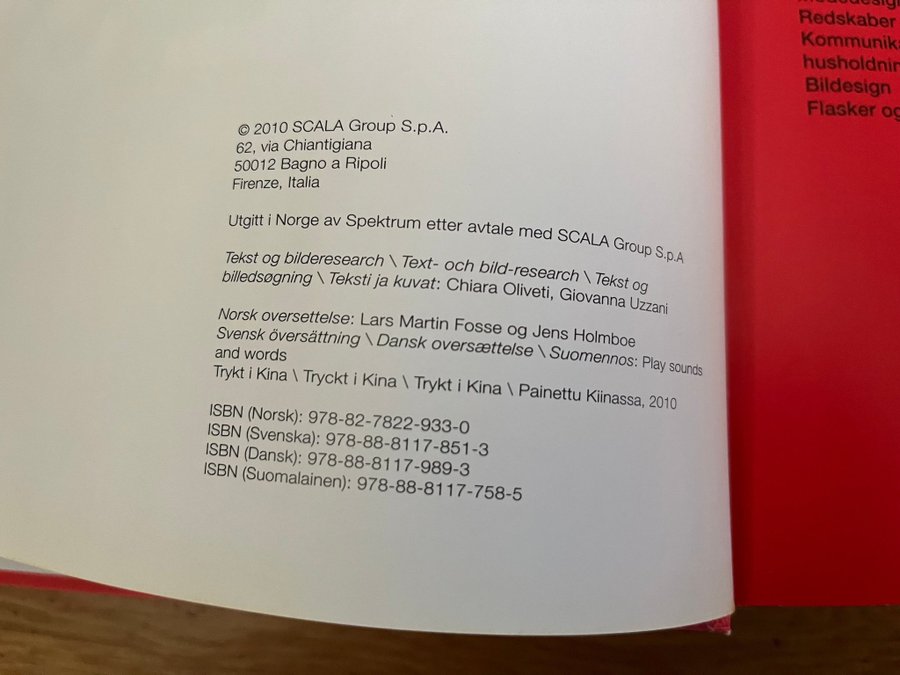 © 2010 SCALA Group S.p.A.
62, via Chiantigiana
50012 Bagno a Ripoli
Firenze, Italia
Utgitt i Norge av Spektrum etter avtale med SCALA Group S.p.A
Tekst og bilderesearch \ Text- och bild-research \ Tekst og
billedsøgning \ Teksti ja kuvat: Chiara Oliveti, Giovanna Uzzani
Norsk oversettelse: Lars Martin Fosse og Jens Holmboe
Svensk översättning \ Dansk oversættelse \ Suomennos: Play sounds
and words
Trykt i Kina \ Tryckt i Kina \ Trykt i Kina \ Painettu Kiinassa, 2010
ISBN (Norsk): 978-82-7822-933-0
ISBN (Svenska): 978-88-8117-851-3
ISBN (Dansk): 978-88-8117-989-3
ISBN (Suomalainen): 978-88-8117-758-5
Redskaber
husholdnin
Bildesign
Flasker og